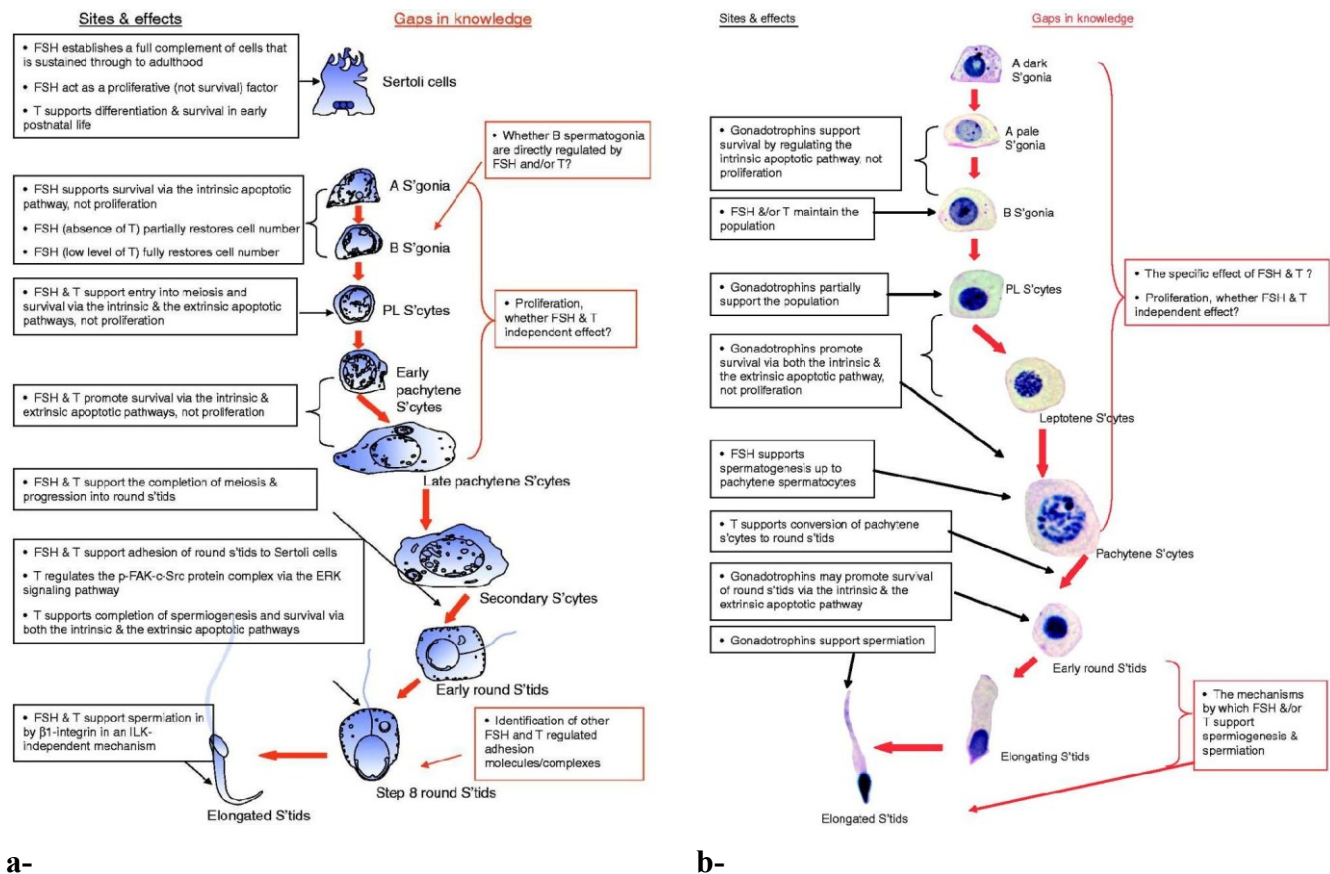 Sites & effects
Gaps in knowledge
• FSH establishes a full complement of cells that
is sustained through to adulthood
• FSH act as a proliferative (not survival) factor
• T supports differentiation & survival in early
postnatal life
Sertoli cells
• Whether B spermatogonia
are directly regulated by
FSH and/or T?
• FSH supports survival via the intrinsic apoptotic
pathway, not proliferation
• FSH (absence of T) partially restores cell number
• FSH (low level of T) fully restores cell number
A S'gonia
B S'gonia
• FSH & T support entry into meiosis and
survival via the intrinsic & the extrinsic apoptotic
pathways, not proliferation
PL S'cytes
• Proliferation,
whether FSH & T
independent effect?
Early
pachytene
S'cytes
• FSH & T promote survival via the intrinsic &
extrinsic apoptotic pathways, not proliferation
Late pachytene S'cytes
• FSH & T support the completion of meiosis &
progression into round s'tids
• FSH & T support adhesion of round s'tids to Sertoli cells
• T regulates the p-FAK-c-Src protein complex via the ERK
signaling pathway
• T supports completion of spermiogenesis and survival via
both the intrinsic & the extrinsic apoptotic pathways
Secondary S'cytes
Early round S'tids
• FSH & T support spermiation in
by β1-integrin in an ILK-
independent mechanism
• Identification of other
FSH and T regulated
adhesion
molecules/complexes
Step 8 round S'tids
Elongated S'tids
a-
Sites & effects
Gaps in knowledge
A dark
S'gonia
• Gonadotrophins support
survival by regulating the
intrinsic apoptotic pathway, not
proliferation
A pale
S'gonia
• FSH &/or T maintain the
population
B S'gonia
• Gonadotrophins partially
support the population
PL S'cytes
• The specific effect of FSH & T ?
• Proliferation, whether FSH & T
independent effect?
• Gonadotrophins promote
survival via both the intrinsic &
the extrinsic apoptotic pathway,
not proliferation
Leptotene S'cytes
• FSH supports
spermatogenesis up to
pachytene spermatocytes
• T supports conversion of pachytene
s'cytes to round s'tids
Pachytene S'cytes
• Gonadotrophins may promote survival
of round s'tids via the intrinsic & the
extrinsic apoptotic pathway
• Gonadotrophins support spermiation
Early round S'tids
• The mechanisms
by which FSH &/or
T support
spermiogenesis &
spermiation
Elongating S'tids
Elongated S'tids
b-